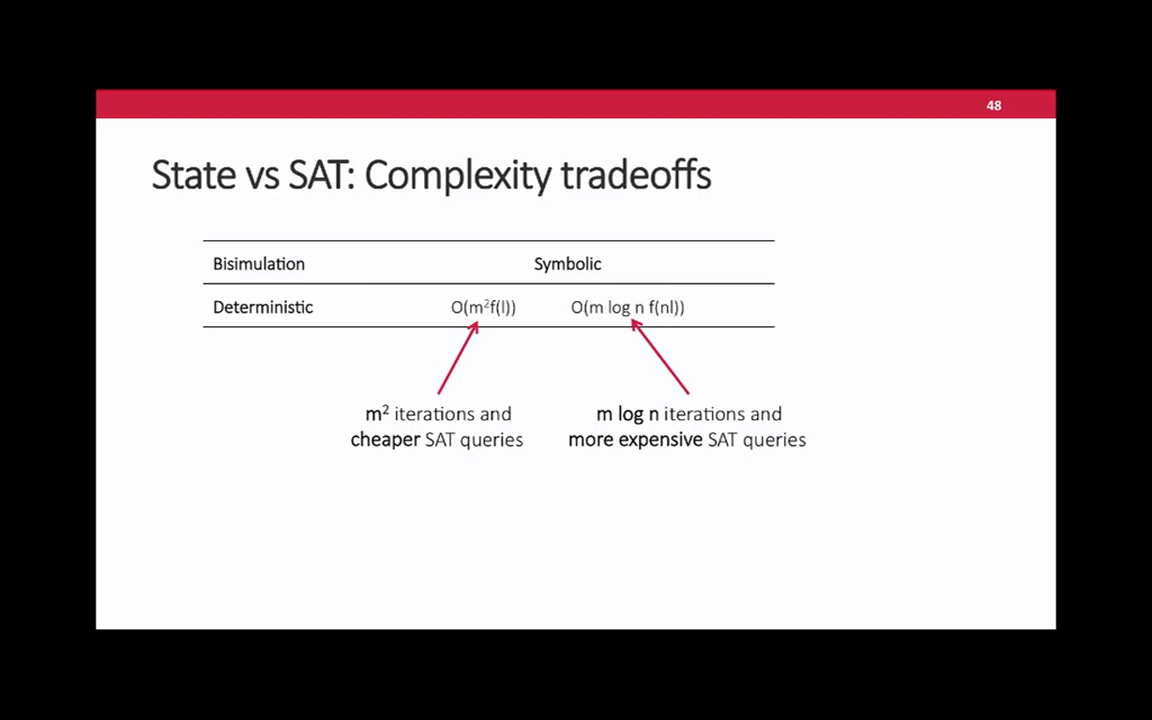 48
State vs SAT: Complexity tradeoffs
Bisimulation Symbolic
Deterministic O(m²f(l)) O(m log n f(nl))
m² iterations and m log n iterations and
cheaper SAT queries more expensive SAT queries